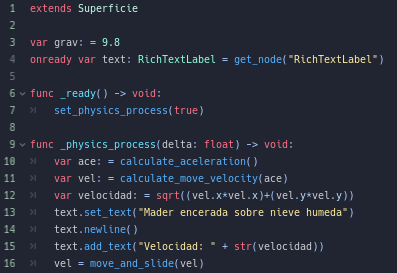 1 extends Superficie
2
3 var grav: = 9.8
4 onready var text: RichTextLabel = get_node("RichTextLabel")
5
6 func _ready() -> void:
7 set_physics_process(true)
8
9 func _physics_process(delta: float) -> void:
10 var ace: = calculate_aceleration()
11 var vel: = calculate_move_velocity(ace)
12 var velocidad: = sqrt((vel.x*vel.x)+(vel.y*vel.y))
13 text.set_text("Mader encerada sobre nieve humeda")
14 text.newline()
15 text.add_text("Velocidad: " + str(velocidad))
16 vel = move_and_slide(vel)